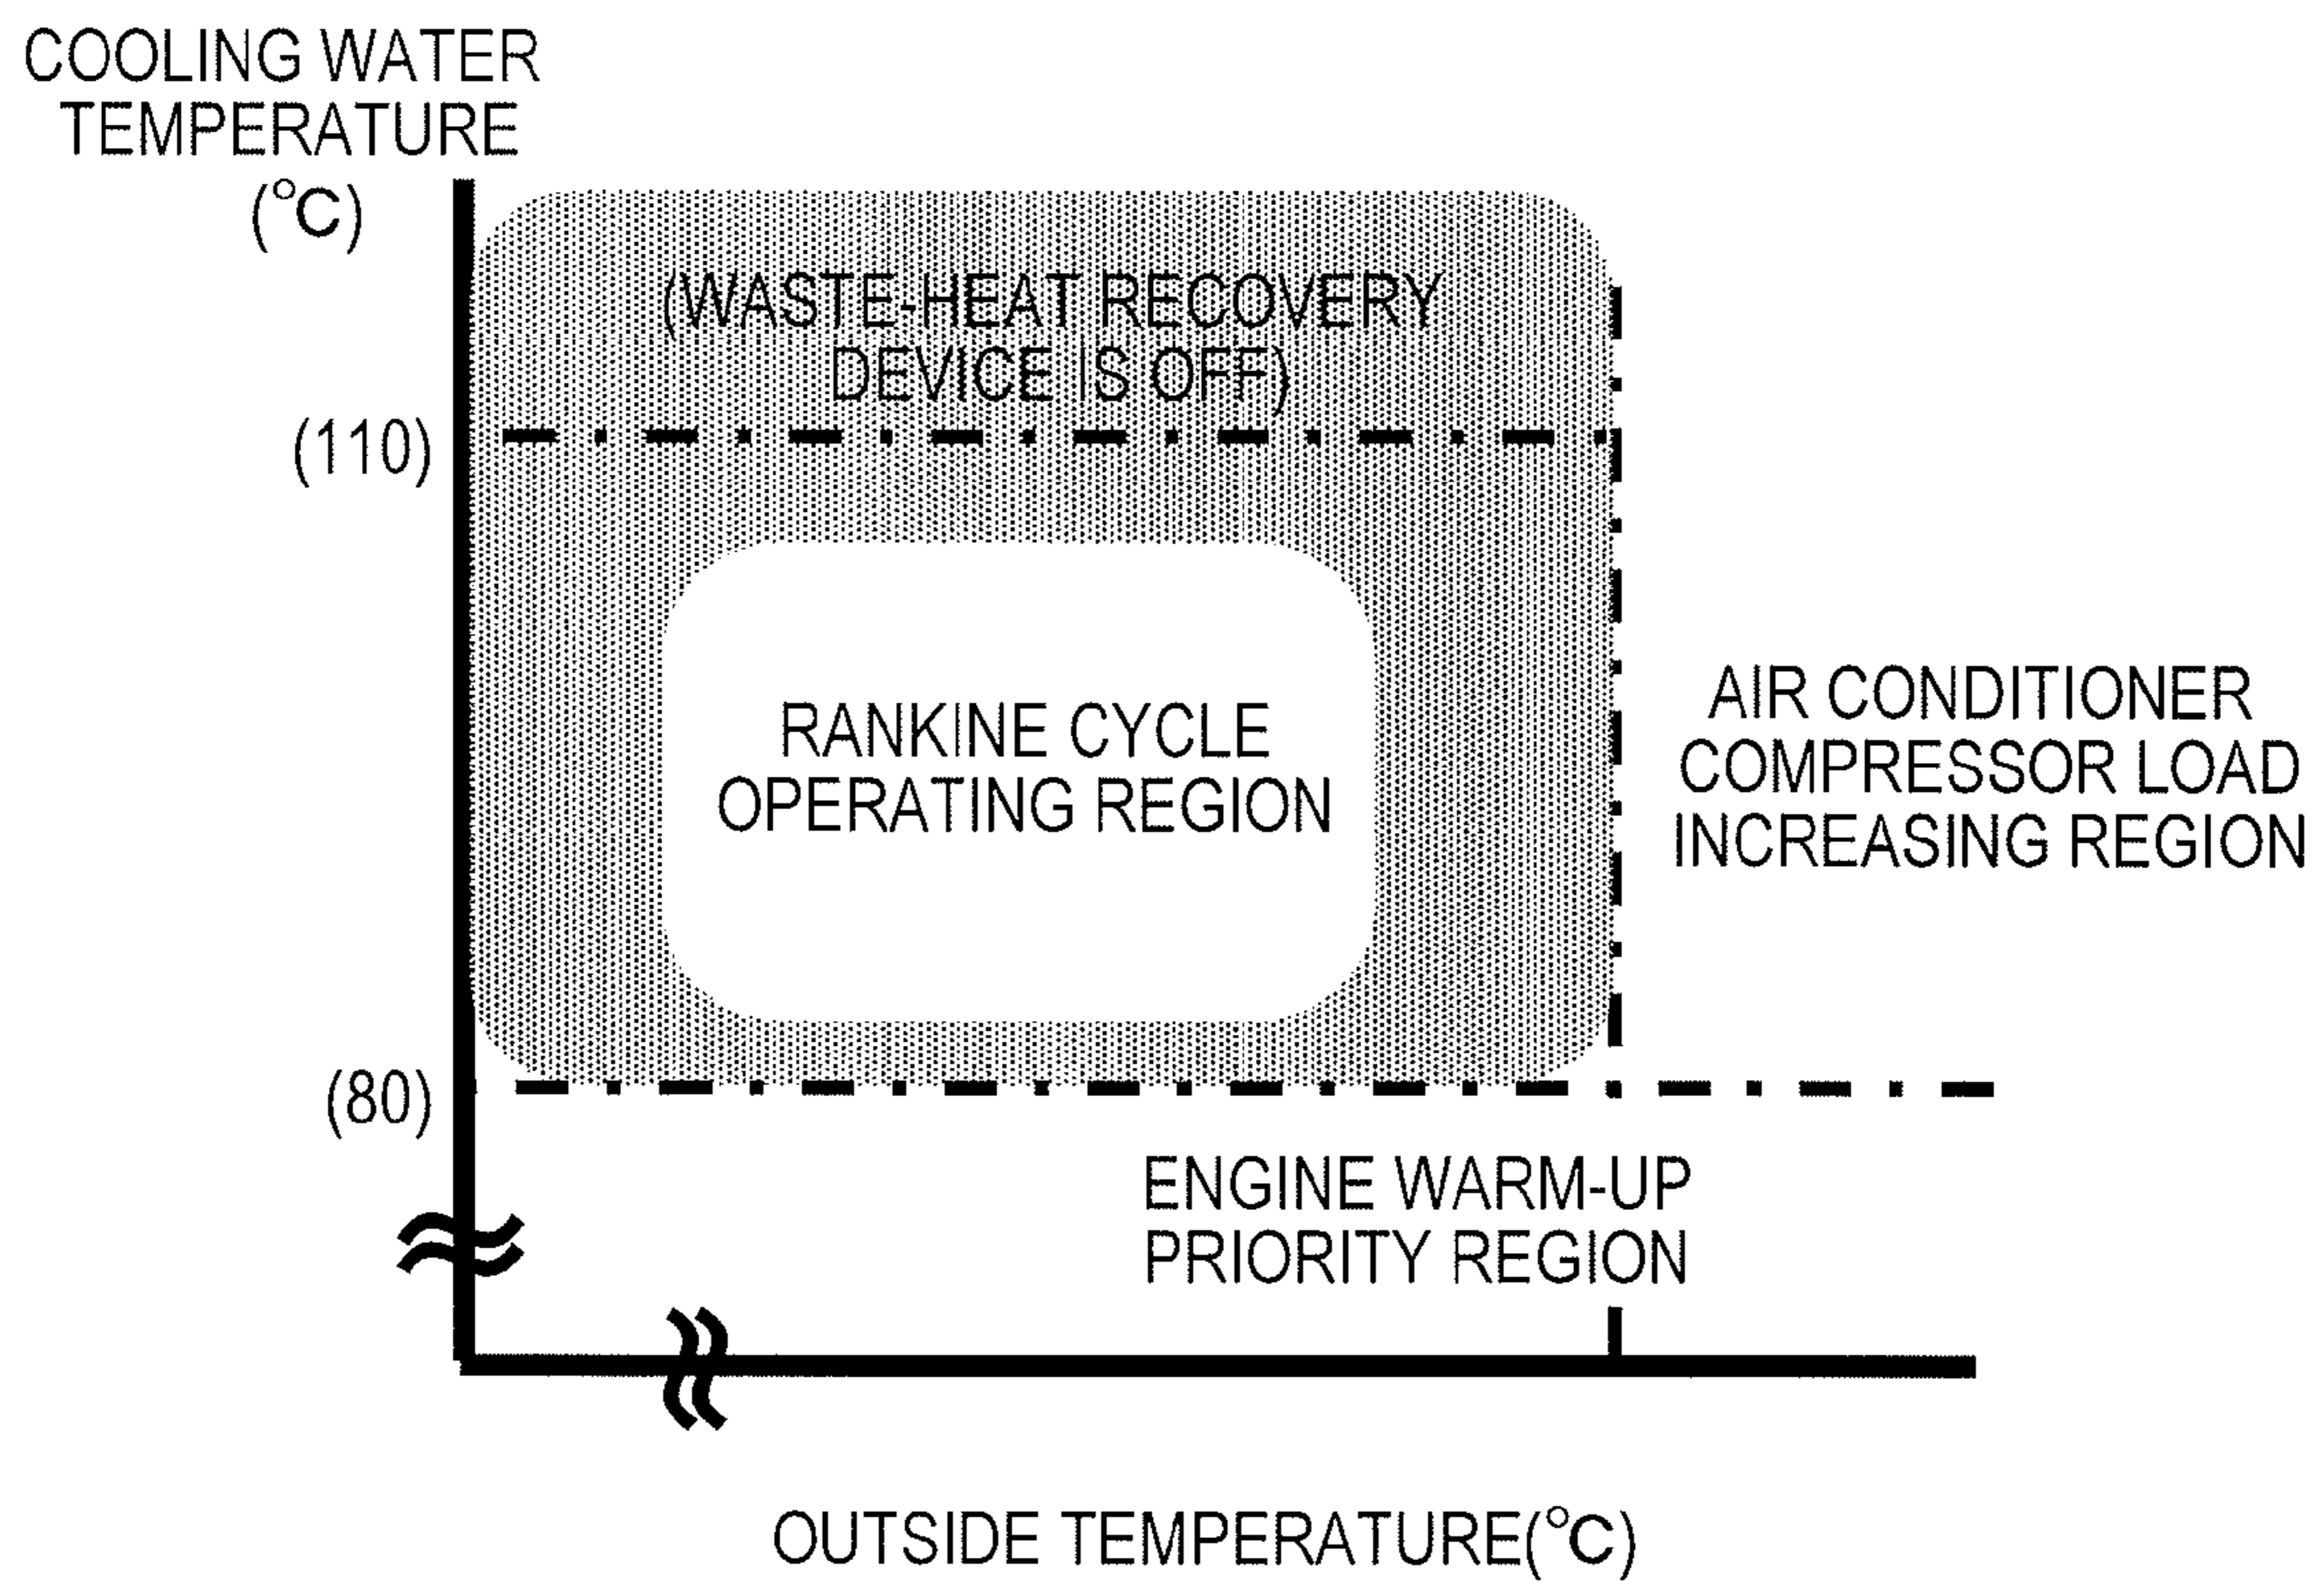 COOLING WATER
TEMPERATURE
(°C)
(WASTE-HEAT RECOVERY
DEVICE IS OFF)
(110)
RANKINE CYCLE
OPERATING REGION
AIR CONDITIONER
COMPRESSOR LOAD
INCREASING REGION
(80)
ENGINE WARM-UP
PRIORITY REGION
OUTSIDE TEMPERATURE(°C)